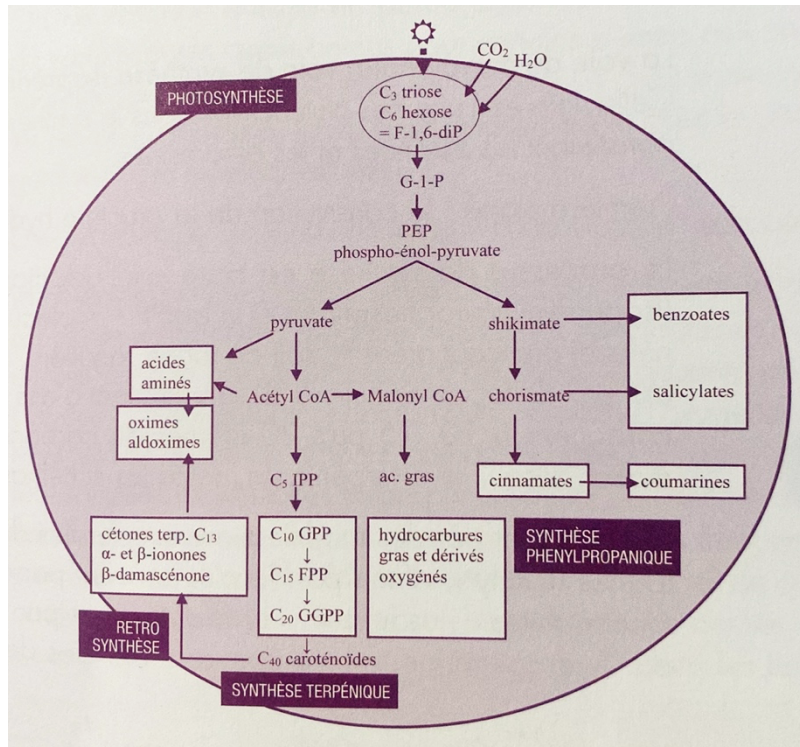 CO₂
H₂O
PHOTOSYNTHÈSE
C₃ triose
C₆ hexose
= F-1,6-diP
G-1-P
PEP
phospho-énol-pyruvate
pyruvate
shikimate
benzoates
acides
aminés
Acétyl CoA
Malonyl CoA
chorismate
salicylates
oximes
aldoximes
C₅ IPP
ac. gras
cinnamates
coumarines
cétones terp. C₁₃
α- et β-ionones
β-damascénone
C₁₀ GPP
C₁₅ FPP
C₂₀ GGPP
hydrocarbures
gras et dérivés
oxygénés
SYNTHÈSE
PHENYLPROPANIQUE
RETRO
SYNTHÈSE
C₄₀ caroténoïdes
SYNTHÈSE TERPÉNIQUE